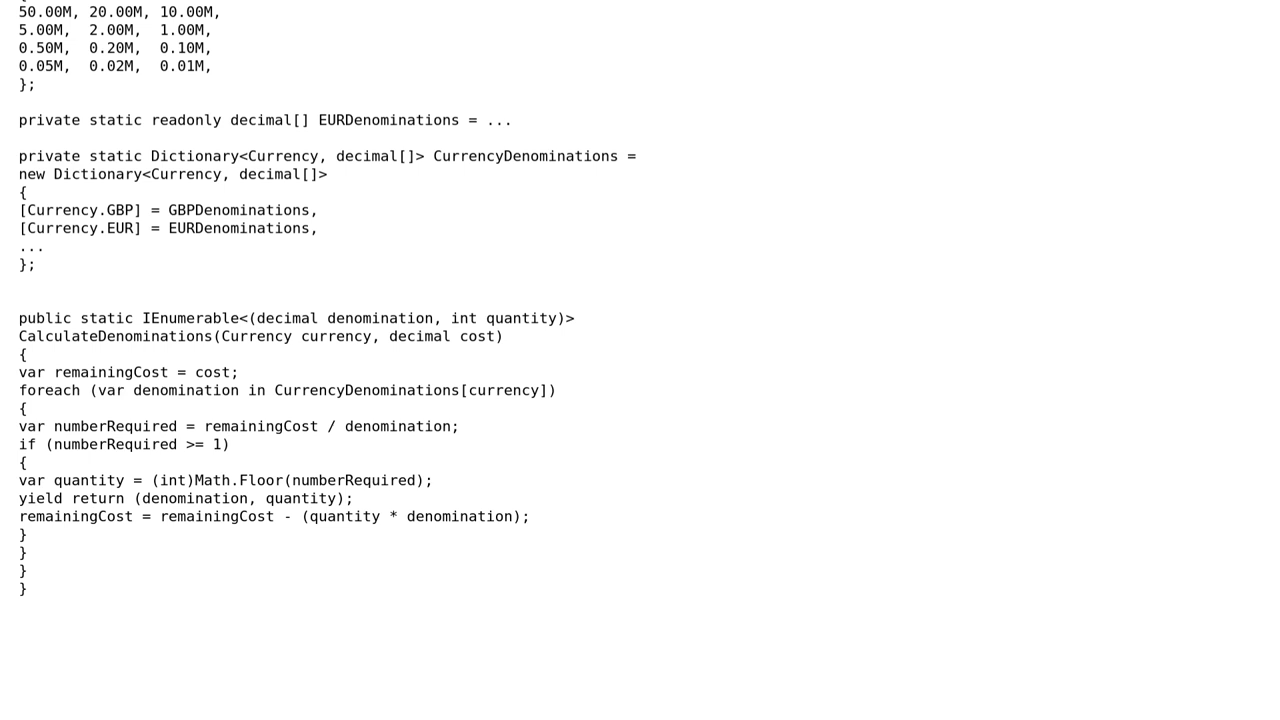 50.00M, 20.00M, 10.00M,
5.00M,  2.00M,  1.00M,
0.50M,  0.20M,  0.10M,
0.05M,  0.02M,  0.01M,
};

private static readonly decimal[] EURDenominations = ...

private static Dictionary<Currency, decimal[]> CurrencyDenominations =
new Dictionary<Currency, decimal[]>
{
[Currency.GBP] = GBPDenominations,
[Currency.EUR] = EURDenominations,
...
};


public static IEnumerable<(decimal denomination, int quantity)>
CalculateDenominations(Currency currency, decimal cost)
{
var remainingCost = cost;
foreach (var denomination in CurrencyDenominations[currency])
{
var numberRequired = remainingCost / denomination;
if (numberRequired >= 1)
{
var quantity = (int)Math.Floor(numberRequired);
yield return (denomination, quantity);
remainingCost = remainingCost - (quantity * denomination);
}
}
}
}